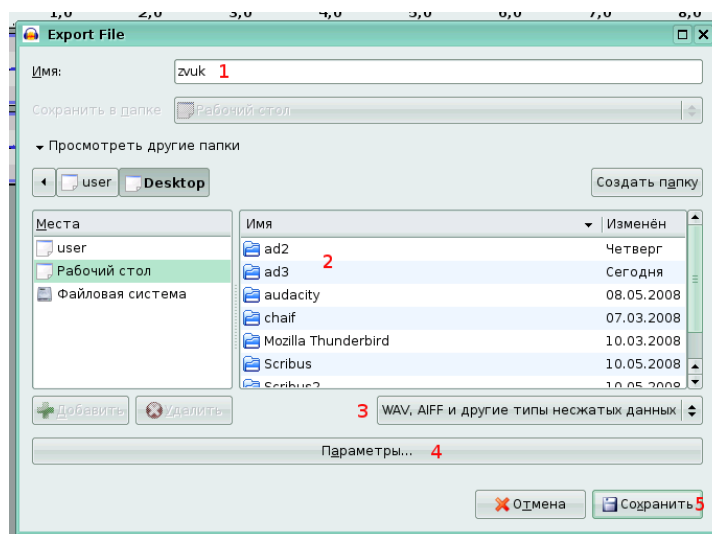 1,0 2,0 3,0 4,0 5,0 6,0 7,0 8,0
Export File
Имя: zvuk 1
Сохранить в папке Рабочий стол
Просмотреть другие папки
user Desktop Создать папку
Места Имя Изменён
user ad2 Четверг
2
Рабочий стол ad3 Сегодня
Файловая система audacity 08.05.2008
chaif 07.03.2008
Mozilla Thunderbird 10.03.2008
Scribus 10.05.2008
Scribus2 10.05.2008
Добавить Удалить 3 WAV, AIFF и другие типы несжатых данных
Параметры... 4
Отмена Сохранить 5